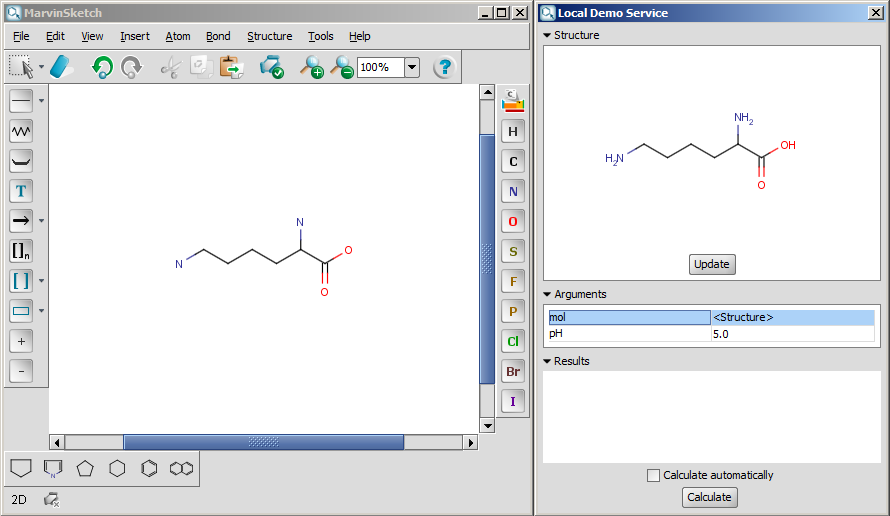 MarvinSketch
File Edit View Insert Atom Bond Structure Tools Help
100%
?
T
[]n
[ ]
+
-
N
N
O
O
C
H
C
N
O
S
F
P
Cl
Br
I
N
2D
Local Demo Service
Structure
NH2
H2N
OH
O
Update
Arguments
mol <Structure>
pH 5.0
Results
Calculate automatically
Calculate